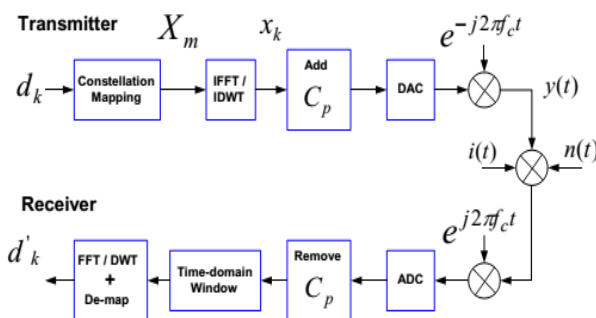 Transmitter
d_k
Constellation
Mapping
X_m
IFFT /
IDWT
x_k
Add
C_p
DAC
e^{-j2πf_c t}
y(t)
i(t)
n(t)
Receiver
d'_k
FFT / DWT
+
De-map
Time-domain
Window
Remove
C_p
ADC
e^{j2πf_c t}